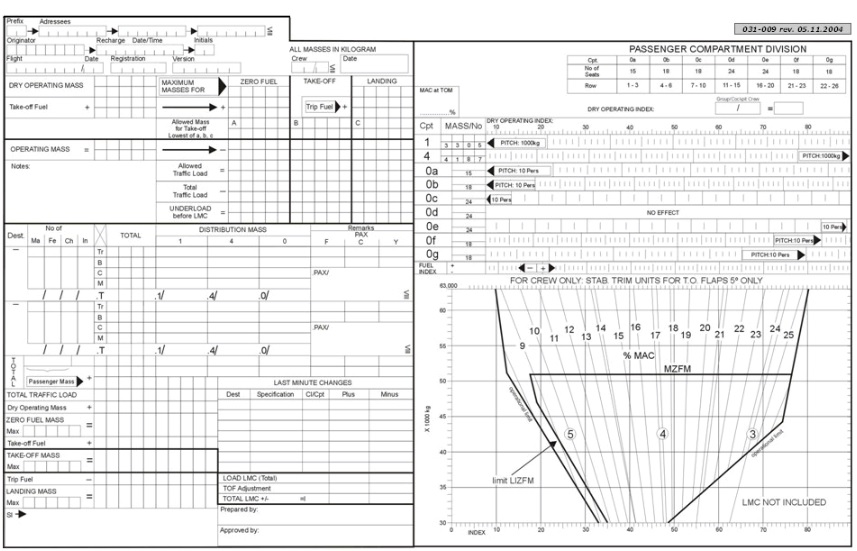 031-009 rev. 05.11.2004
Prefix Adressees
Originator Recharge Date/Time Initials
ALL MASSES IN KILOGRAM
Flight Date Registration Version Crew Date
DRY OPERATING MASS
MAXIMUM MASSES FOR ZERO FUEL TAKE-OFF LANDING
Take-off Fuel + + Trip Fuel +
Allowed Mass for Take-off Lowest of a, b, c A B C
OPERATING MASS = –
Notes:
Allowed Traffic Load =
Total Traffic Load –
UNDERLOAD before LMC =
Dest. No of TOTAL DISTRIBUTION MASS Remarks
PAX
Ma Fe Ch In 1 4 0 F C Y
– Tr
B
C .PAX/
M
/ / / .T .1/ .4/ .0/
– Tr
B
C .PAX/
M
/ / / .T .1/ .4/ .0/
TOTAL
Passenger Mass +
TOTAL TRAFFIC LOAD =
Dry Operating Mass +
ZERO FUEL MASS
Max =
Take-off Fuel +
TAKE-OFF MASS
Max =
Trip Fuel –
LANDING MASS
Max =
SI
LAST MINUTE CHANGES
Dest Specification Cl/Cpt Plus Minus
LOAD LMC (Total)
TOF Adjustment
TOTAL LMC +/- =I
Prepared by:
Approved by:
PASSENGER COMPARTMENT DIVISION
Cpt. 0a 0b 0c 0d 0e 0f 0g
No of Seats 15 18 24 24 24 18 18
Row 1 - 3 4 - 6 7 - 10 11 - 15 16 - 20 21 - 23 22 - 26
MAC at TOM
.....%
DRY OPERATING INDEX: / =
Cpt MASS/No DRY OPERATING INDEX:
10 20 30 40 50 60 70 80
1 3 3 0 5 PITCH: 1000kg
4 4 1 8 7 PITCH:1000kg
0a 15 PITCH: 10 Pers
0b 18 PITCH: 10 Pers
0c 24 10 Pers
0d 24 NO EFFECT
0e 24 10 Pers
0f 18 PITCH:10 Pers
0g 18 PITCH:10 Pers
FUEL INDEX + - – +
FOR CREW ONLY: STAB. TRIM UNITS FOR T.O. FLAPS 5° ONLY
63,000
60
55
50
45
40
35
30
X 1000 kg
9 10 11 12 13 14 15 16 17 18 19 20 21 22 23 24 25
% MAC
MZFM
operational limit
5 4 3
operational limit
limit LIZFM
LMC NOT INCLUDED
0 INDEX 10 20 30 40 50 60 70 80